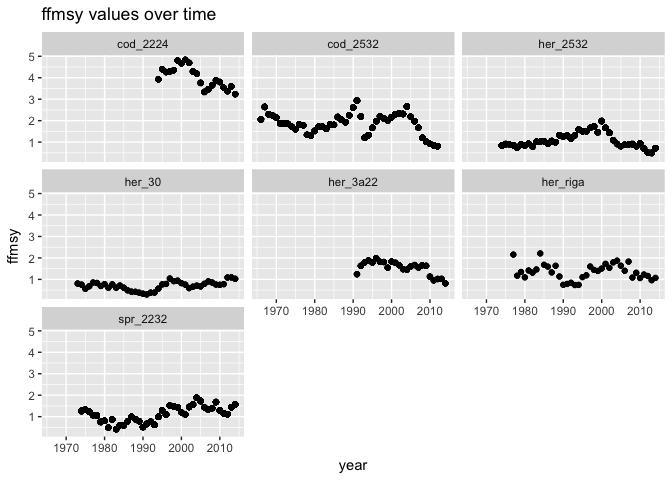 ffmsy values over time
cod_2224 cod_2532 her_2532
5
4
3
2
1
her_30 her_3a22 her_riga
5
4
3
2
1
ffmsy
1970 1980 1990 2000 2010 1970 1980 1990 2000 2010
spr_2232
5
4
3
2
1
1970 1980 1990 2000 2010
year